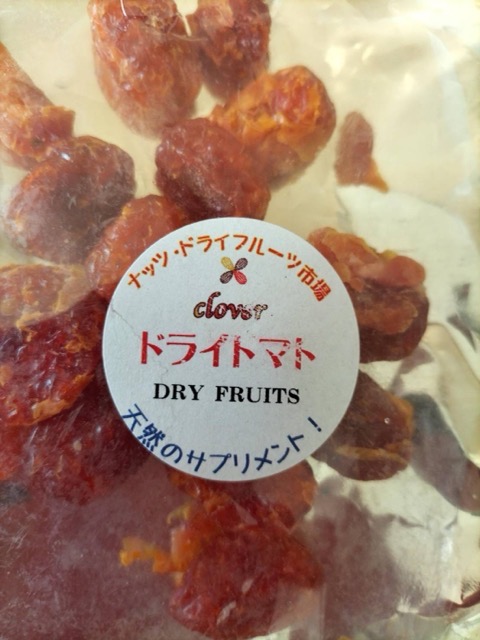 ナッツ・ドライフルーツ市場
clover
ドライトマト
DRY FRUITS
天然のサプリメント！